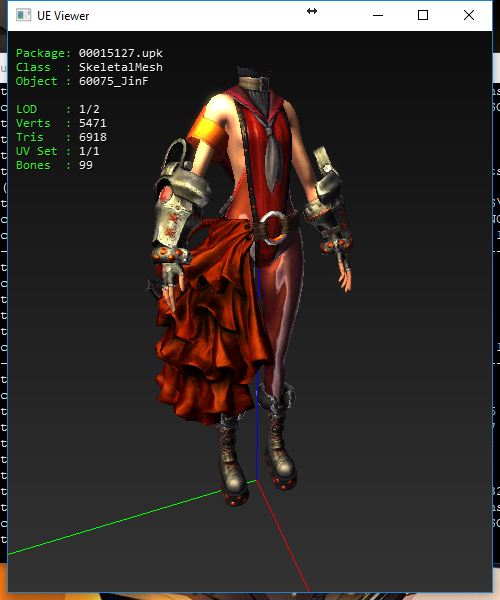 UE Viewer
Package: 00015127.upk
Class : SkeletalMesh
Object : 60075_JinF
LOD : 1/2
Verts : 5471
Tris : 6918
UV Set : 1/1
Bones : 99